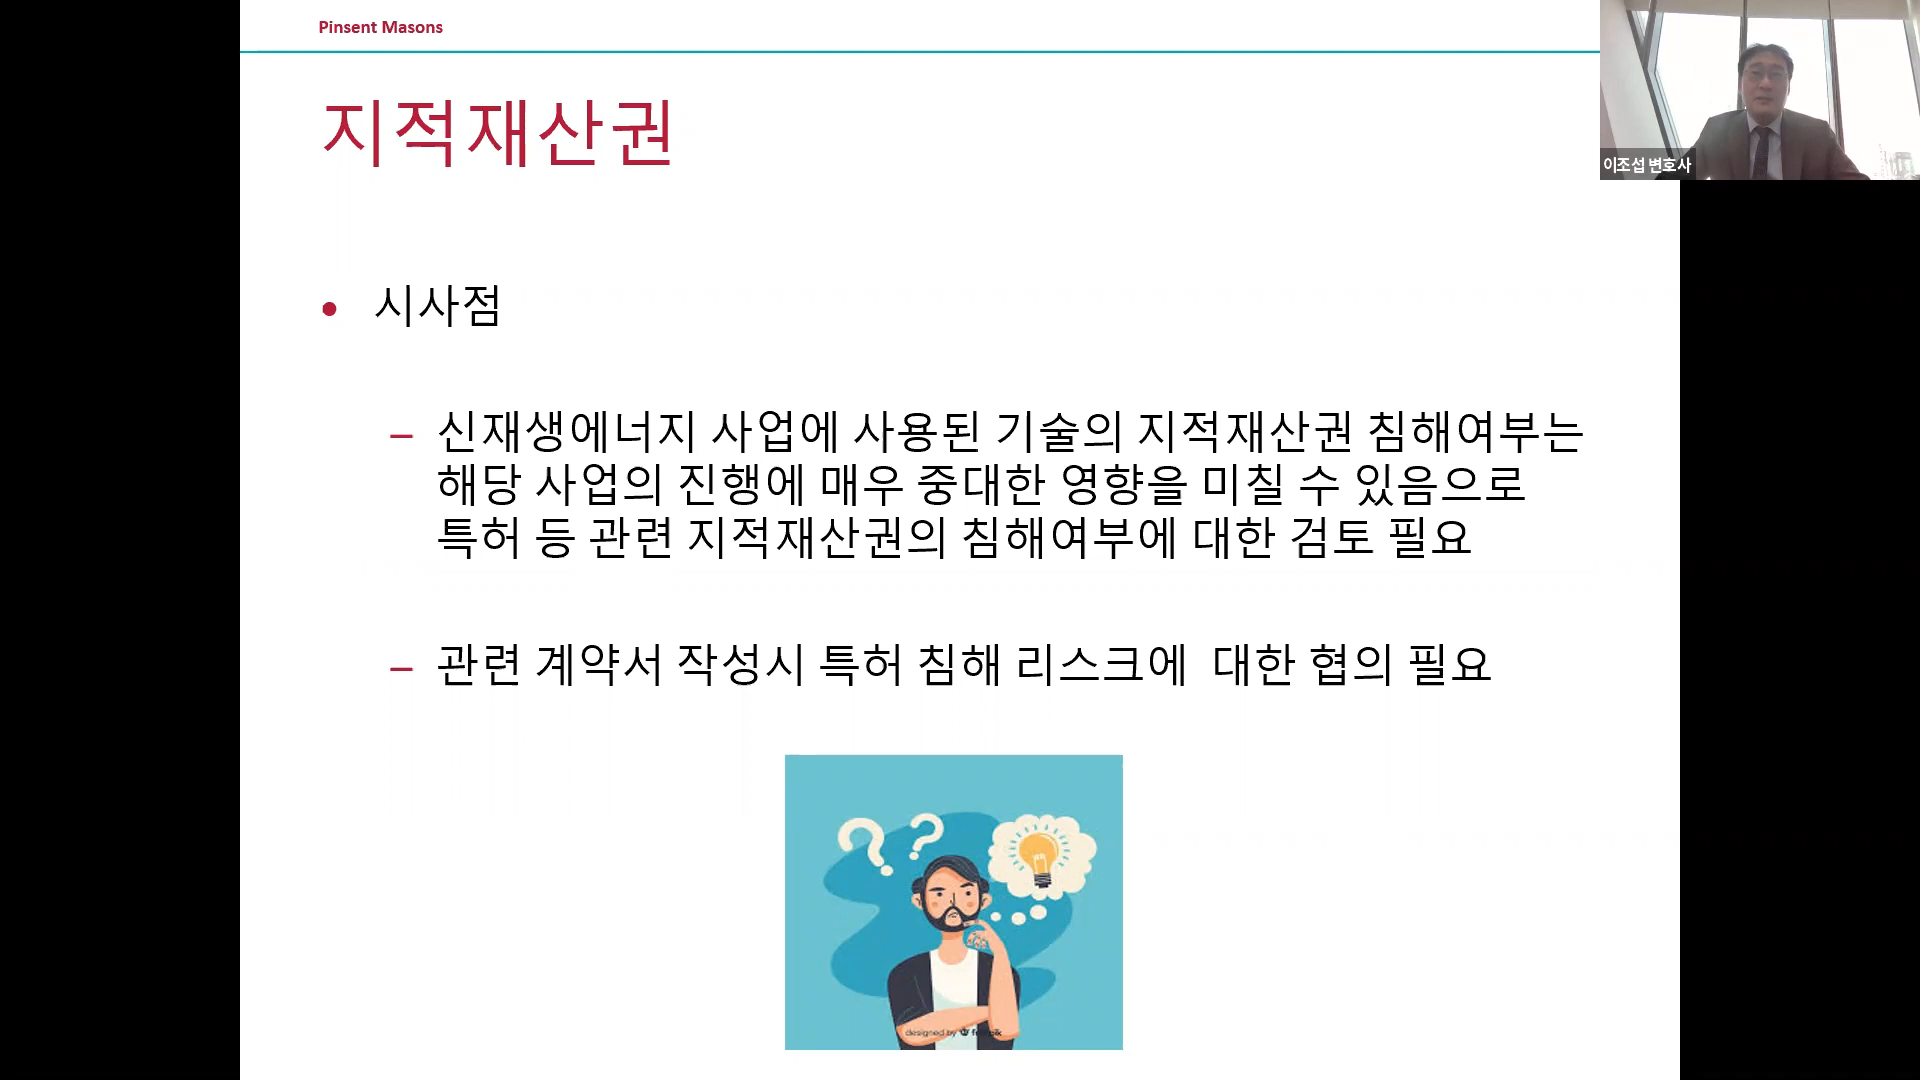 Pinsent Masons
지적재산권
이조섭 변호사
• 시사점
– 신재생에너지 사업에 사용된 기술의 지적재산권 침해여부는
해당 사업의 진행에 매우 중대한 영향을 미칠 수 있음으로
특허 등 관련 지적재산권의 침해여부에 대한 검토 필요
– 관련 계약서 작성시 특허 침해 리스크에 대한 협의 필요
designed by